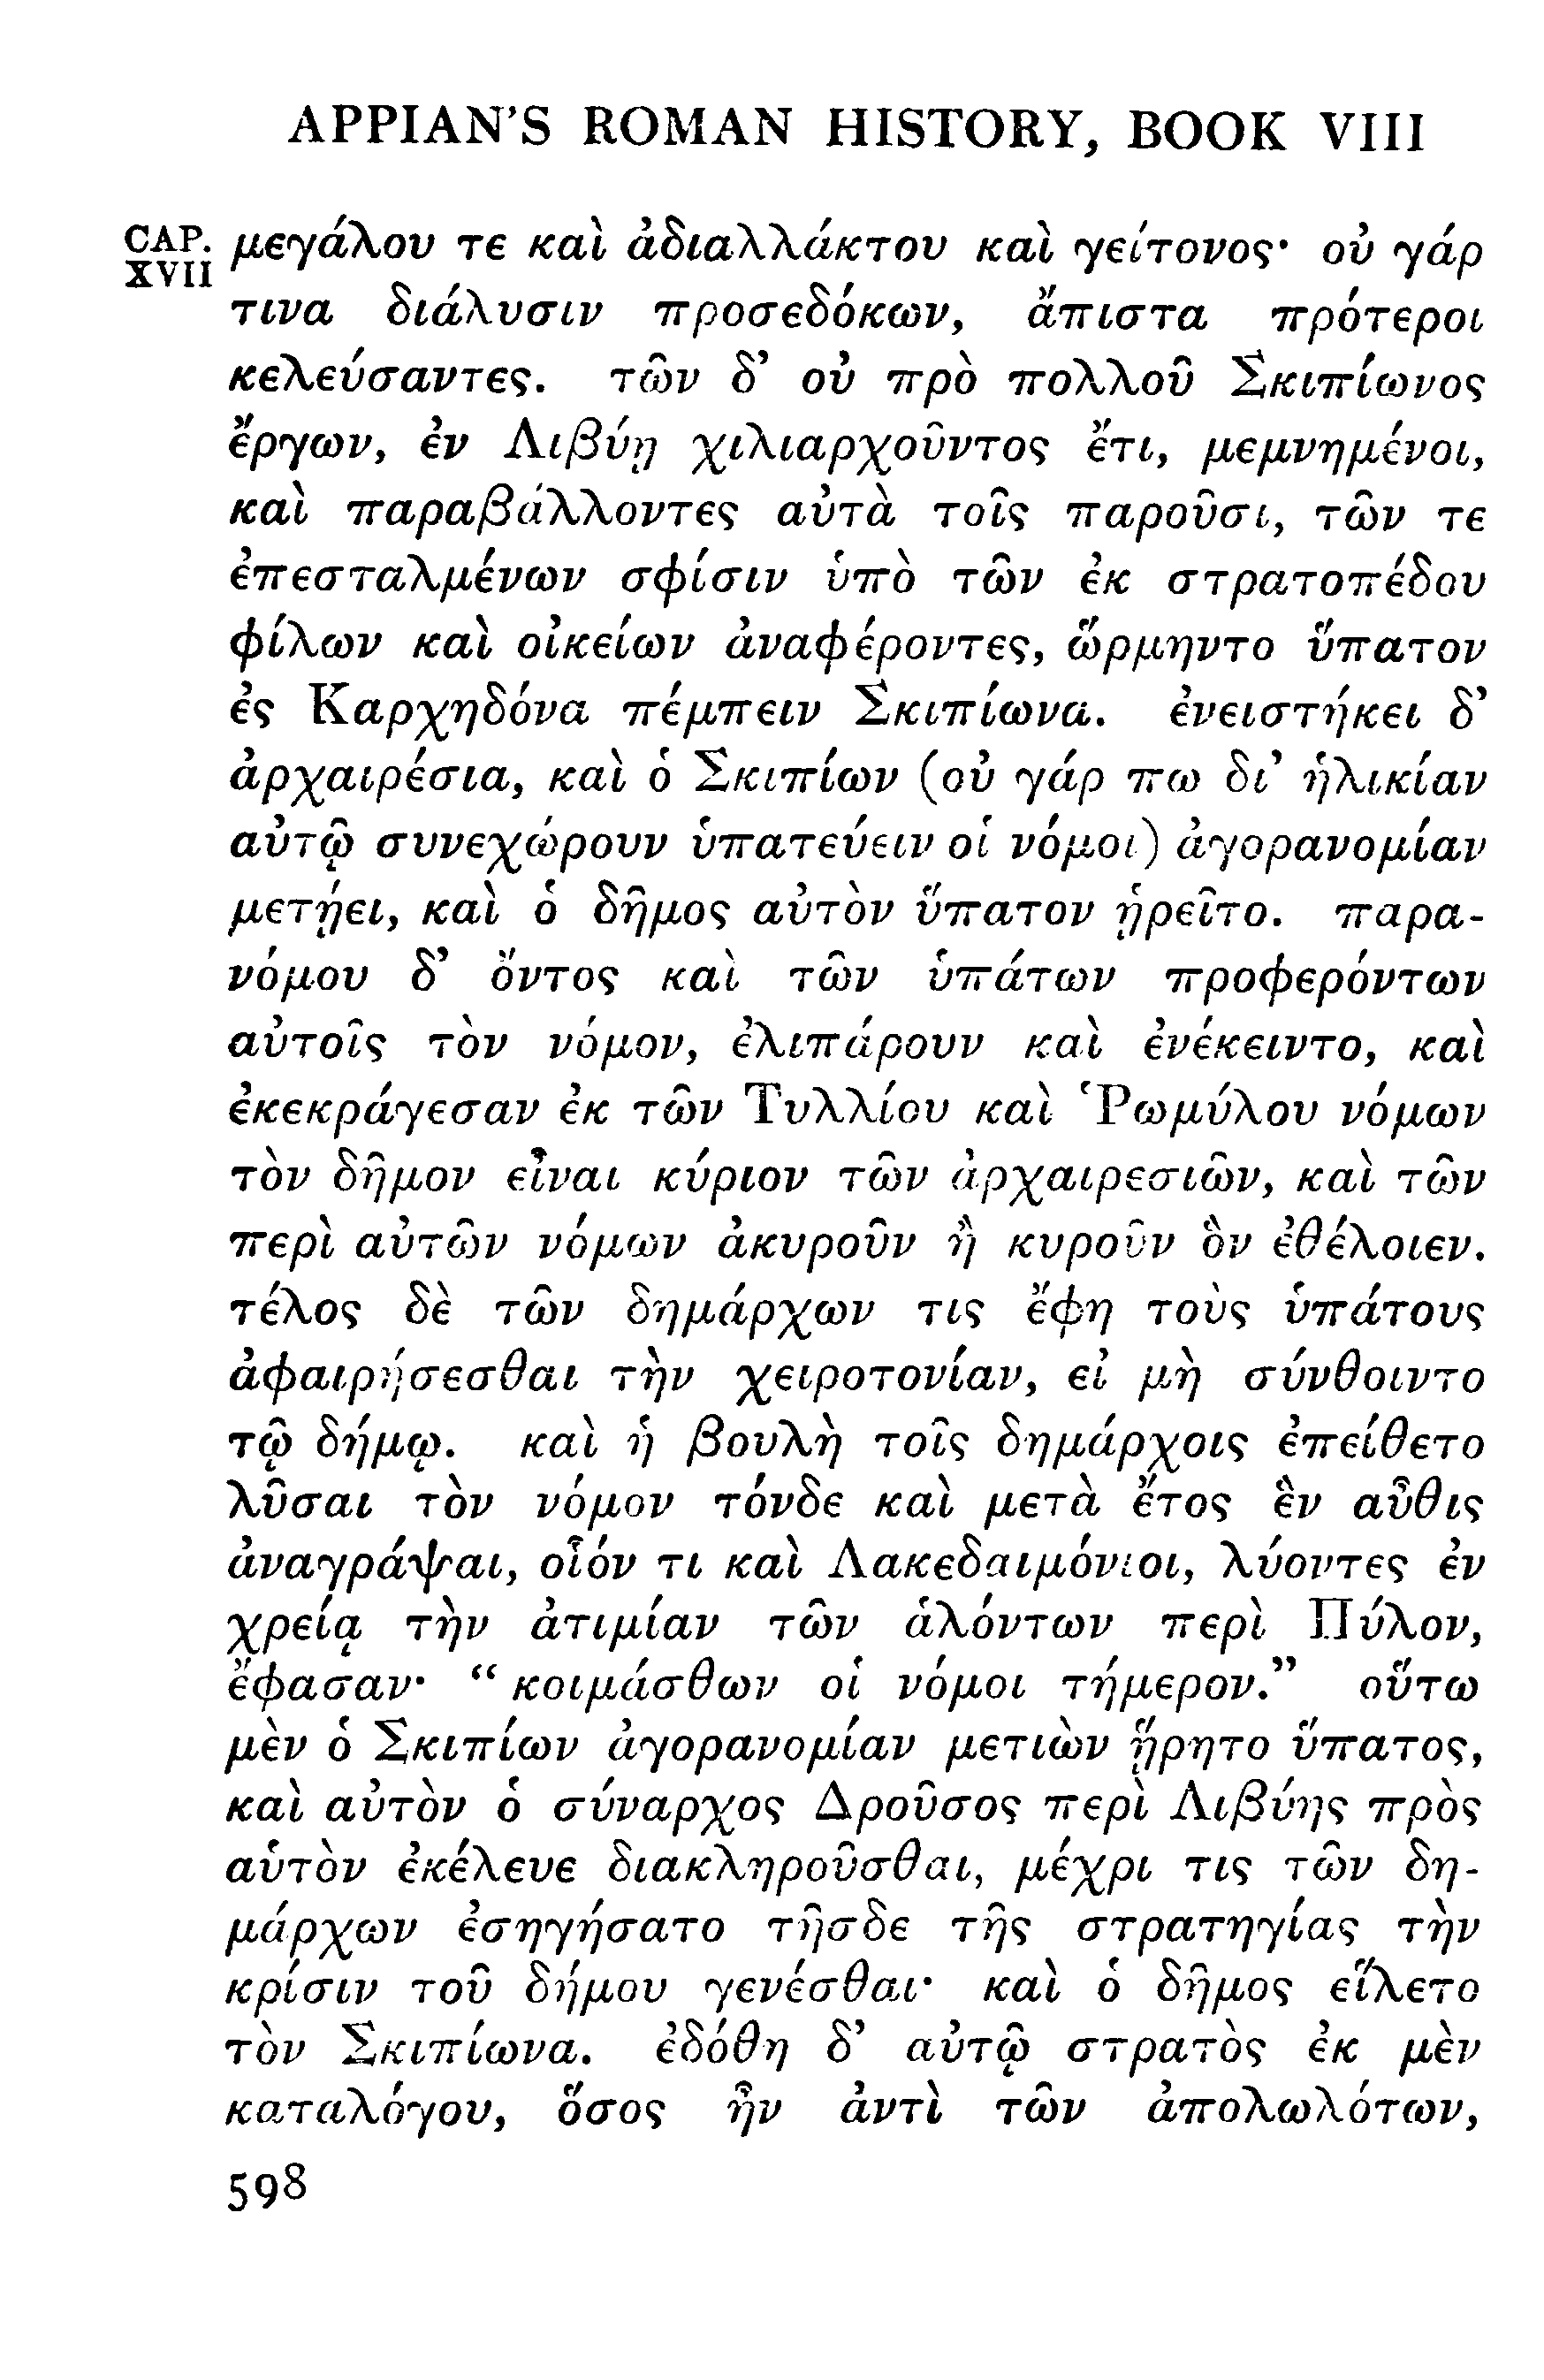 APPIAN'S ROMAN HISTORY, BOOK VIII
CAP. μεγάλου τε καὶ ἀδιαλλάκτου καὶ γείτονος· οὐ γάρ
XVII
τινα διάλυσιν προσεδόκων, ἄπιστα πρότεροι
κελεύσαντες. τῶν δ' οὐ πρὸ πολλοῦ Σκιπίωνος
ἔργων, ἐν Λιβύῃ χιλιαρχοῦντος ἔτι, μεμνημένοι,
καὶ παραβάλλοντες αὐτὰ τοῖς παροῦσι, τῶν τε
ἐπεσταλμένων σφίσιν ὑπὸ τῶν ἐκ στρατοπέδου
φίλων καὶ οἰκείων ἀναφέροντες, ὥρμηντο ὕπατον
ἐς Καρχηδόνα πέμπειν Σκιπίωνα. ἐνειστήκει δ'
ἀρχαιρέσια, καὶ ὁ Σκιπίων (οὐ γάρ πω δι' ἡλικίαν
αὐτῷ συνεχώρουν ὑπατεύειν οἱ νόμοι) ἀγορανομίαν
μετῄει, καὶ ὁ δῆμος αὐτὸν ὕπατον ᾑρεῖτο. παρα-
νόμου δ' ὄντος καὶ τῶν ὑπάτων προφερόντων
αὐτοῖς τὸν νόμον, ἐλιπάρουν καὶ ἐνέκειντο, καὶ
ἐκεκράγεσαν ἐκ τῶν Τυλλίου καὶ Ῥωμύλου νόμων
τὸν δῆμον εἶναι κύριον τῶν ἀρχαιρεσιῶν, καὶ τῶν
περὶ αὐτῶν νόμων ἀκυροῦν ἢ κυροῦν ὃν ἐθέλοιεν.
τέλος δὲ τῶν δημάρχων τις ἔφη τοὺς ὑπάτους
ἀφαιρήσεσθαι τὴν χειροτονίαν, εἰ μὴ σύνθοιντο
τῷ δήμῳ. καὶ ἡ βουλὴ τοῖς δημάρχοις ἐπείθετο
λῦσαι τὸν νόμον τόνδε καὶ μετὰ ἔτος ἓν αὖθις
ἀναγράψαι, οἷόν τι καὶ Λακεδαιμόνιοι, λύοντες ἐν
χρείᾳ τὴν ἀτιμίαν τῶν ἁλόντων περὶ Πύλον,
ἔφασαν· “κοιμάσθων οἱ νόμοι τήμερον.” οὕτω
μὲν ὁ Σκιπίων ἀγορανομίαν μετιὼν ᾕρητο ὕπατος,
καὶ αὐτὸν ὁ σύναρχος Δροῦσος περὶ Λιβύης πρὸς
αὑτὸν ἐκέλευε διακληροῦσθαι, μέχρι τις τῶν δη-
μάρχων ἐσηγήσατο τῆσδε τῆς στρατηγίας τὴν
κρίσιν τοῦ δήμου γενέσθαι· καὶ ὁ δῆμος εἵλετο
τὸν Σκιπίωνα. ἐδόθη δ' αὐτῷ στρατὸς ἐκ μὲν
καταλόγου, ὅσος ἦν ἀντὶ τῶν ἀπολωλότων,
598